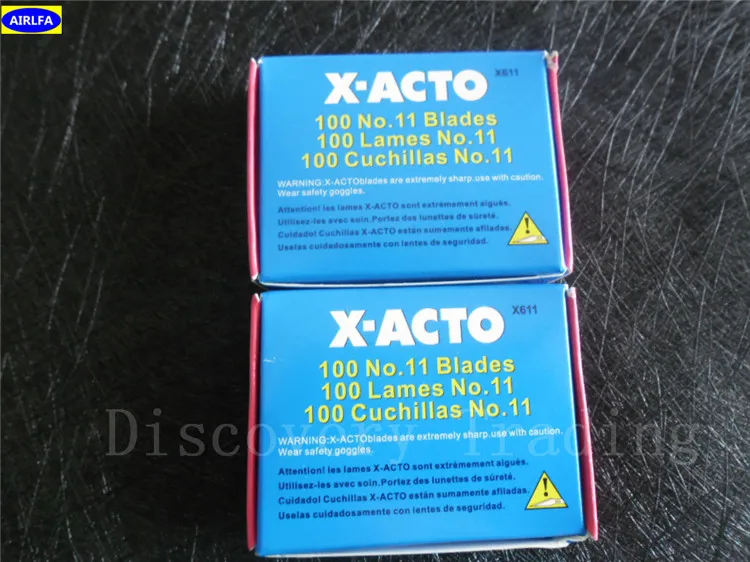 AIRLFA
X-ACTO
X611
100 No.11 Blades
100 Lames No.11
100 Cuchillas No.11
WARNING:X-ACTOblades are extremely sharp.use with caution.
Wear safety goggles.
Attention! les lames X-ACTO sont extrêmement aiguës.
Utilisez-les avec soin.Portez des lunettes de sûreté.
Cuidado! Cuchillas X-ACTO están sumamente afiladas.
Uselas cuidadosamente con lentes de seguridad.
X-ACTO
X611
100 No.11 Blades
100 Lames No.11
100 Cuchillas No.11
Discovery Trading
WARNING:X-ACTOblades are extremely sharp.use with caution.
Wear safety goggles.
Attention! les lames X-ACTO sont extrêmement aiguës.
Utilisez-les avec soin.Portez des lunettes de sûreté.
Cuidado! Cuchillas X-ACTO están sumamente afiladas.
Uselas cuidadosamente con lentes de seguridad.